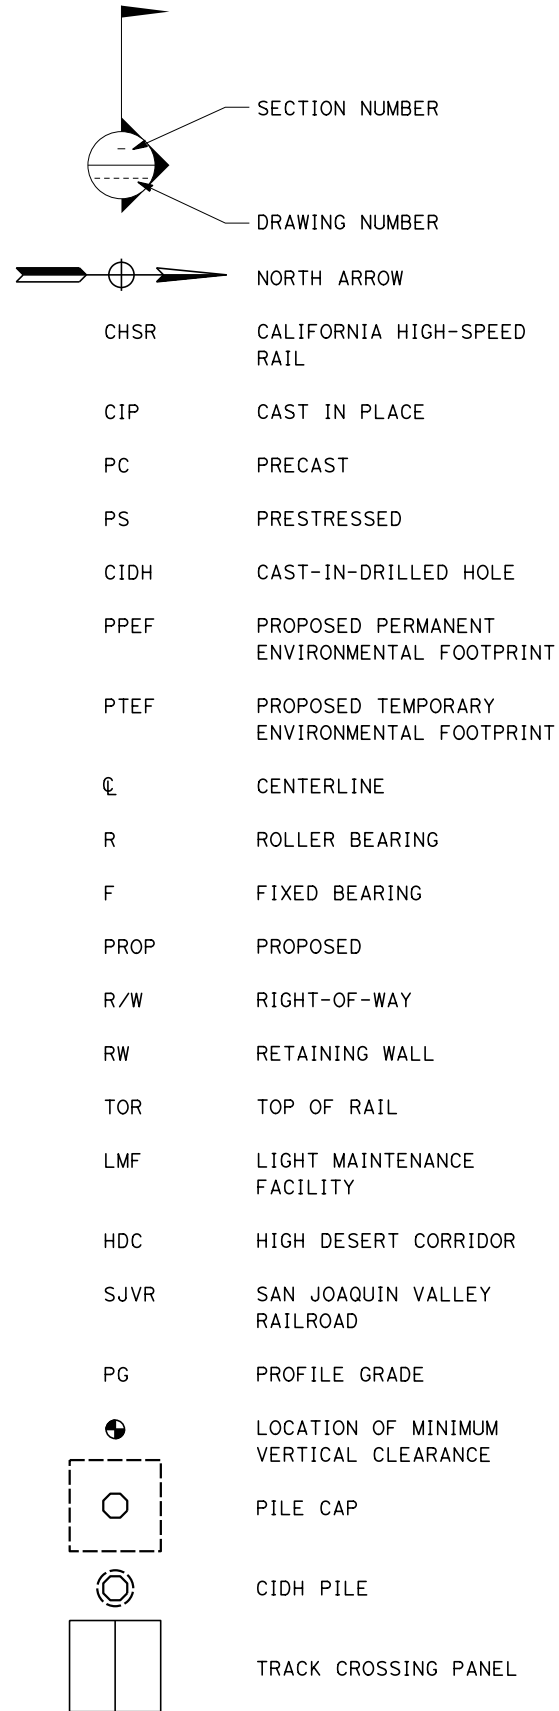 SECTION NUMBER
DRAWING NUMBER
NORTH ARROW
CHSR CALIFORNIA HIGH-SPEED
RAIL
CIP CAST IN PLACE
PC PRECAST
PS PRESTRESSED
CIDH CAST-IN-DRILLED HOLE
PPEF PROPOSED PERMANENT
ENVIRONMENTAL FOOTPRINT
PTEF PROPOSED TEMPORARY
ENVIRONMENTAL FOOTPRINT
℄ CENTERLINE
R ROLLER BEARING
F FIXED BEARING
PROP PROPOSED
R/W RIGHT-OF-WAY
RW RETAINING WALL
TOR TOP OF RAIL
LMF LIGHT MAINTENANCE
FACILITY
HDC HIGH DESERT CORRIDOR
SJVR SAN JOAQUIN VALLEY
RAILROAD
PG PROFILE GRADE
LOCATION OF MINIMUM
VERTICAL CLEARANCE
PILE CAP
CIDH PILE
TRACK CROSSING PANEL